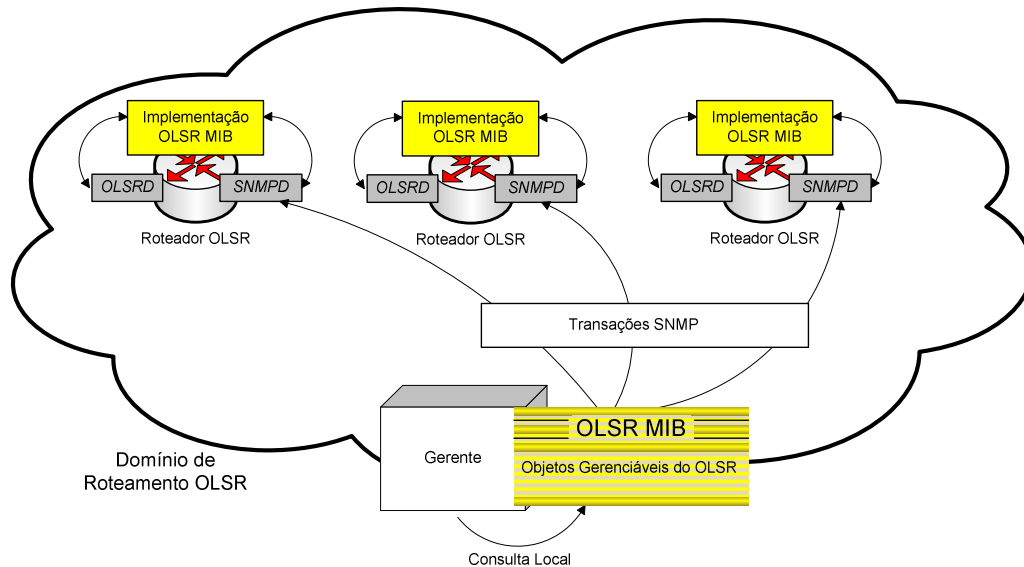 Implementação
OLSR MIB
OLSRD
SNMPD
Roteador OLSR
Implementação
OLSR MIB
OLSRD
SNMPD
Roteador OLSR
Implementação
OLSR MIB
OLSRD
SNMPD
Roteador OLSR
Transações SNMP
Gerente
OLSR MIB
Objetos Gerenciáveis do OLSR
Domínio de
Roteamento OLSR
Consulta Local